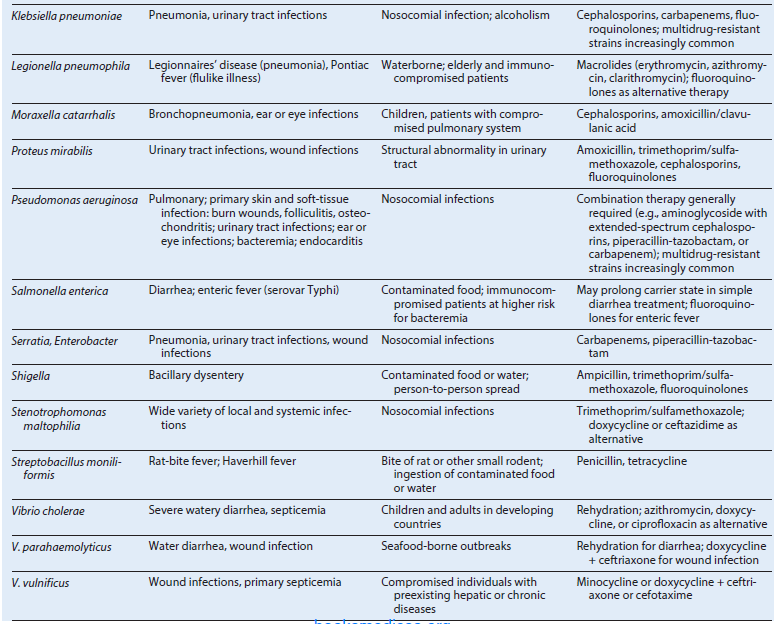 Klebsiella pneumoniae Pneumonia, urinary tract infections Nosocomial infection; alcoholism Cephalosporins, carbapenems, fluo-
roquinolones; multidrug-resistant
strains increasingly common
Legionella pneumophila Legionnaires’ disease (pneumonia), Pontiac Waterborne; elderly and immuno- Macrolides (erythromycin, azithromy-
fever (flulike illness) compromised patients cin, clarithromycin); fluoroquino-
lones as alternative therapy
Moraxella catarrhalis Bronchopneumonia, ear or eye infections Children, patients with compro- Cephalosporins, amoxicillin/clavu-
mised pulmonary system lanic acid
Proteus mirabilis Urinary tract infections, wound infections Structural abnormality in urinary Amoxicillin, trimethoprim/sulfa-
tract methoxazole, cephalosporins,
fluoroquinolones
Pseudomonas aeruginosa Pulmonary; primary skin and soft-tissue Nosocomial infections Combination therapy generally
infection: burn wounds, folliculitis, osteo- required (e.g., aminoglycoside with
chondritis; urinary tract infections; ear or extended-spectrum cephalospo-
eye infections; bacteremia; endocarditis rins, piperacillin-tazobactam, or
carbapenem); multidrug-resistant
strains increasingly common
Salmonella enterica Diarrhea; enteric fever (serovar Typhi) Contaminated food; immunocom- May prolong carrier state in simple
promised patients at higher risk diarrhea treatment; fluoroquino-
for bacteremia lones for enteric fever
Serratia, Enterobacter Pneumonia, urinary tract infections, wound Nosocomial infections Carbapenems, piperacillin-tazobac-
infections tam
Shigella Bacillary dysentery Contaminated food or water; Ampicillin, trimethoprim/sulfa-
person-to-person spread methoxazole, fluoroquinolones
Stenotrophomonas Wide variety of local and systemic infec- Nosocomial infections Trimethoprim/sulfamethoxazole;
maltophilia tions doxycycline or ceftazidime as
alternative
Streptobacillus monili- Rat-bite fever; Haverhill fever Bite of rat or other small rodent; Penicillin, tetracycline
formis ingestion of contaminated food
or water
Vibrio cholerae Severe watery diarrhea, septicemia Children and adults in developing Rehydration; azithromycin, doxycy-
countries cline, or ciprofloxacin as alternative
V. parahaemolyticus Water diarrhea, wound infection Seafood-borne outbreaks Rehydration for diarrhea; doxycycline
+ ceftriaxone for wound infection
V. vulnificus Wound infections, primary septicemia Compromised individuals with Minocycline or doxycycline + ceftri-
preexisting hepatic or chronic axone or cefotaxime
diseases